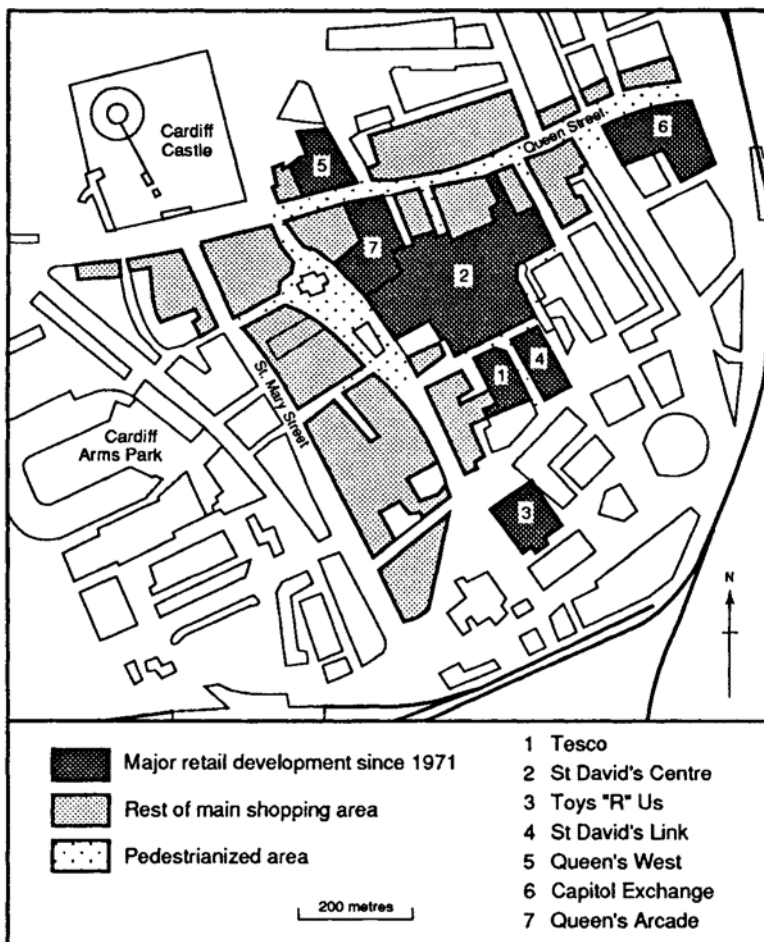 Cardiff
Castle
5
Queen Street
6
7
2
1
4
St. Mary Street
Cardiff
Arms Park
3
N
Major retail development since 1971
Rest of main shopping area
Pedestrianized area
200 metres
1 Tesco
2 St David's Centre
3 Toys "R" Us
4 St David's Link
5 Queen's West
6 Capitol Exchange
7 Queen's Arcade